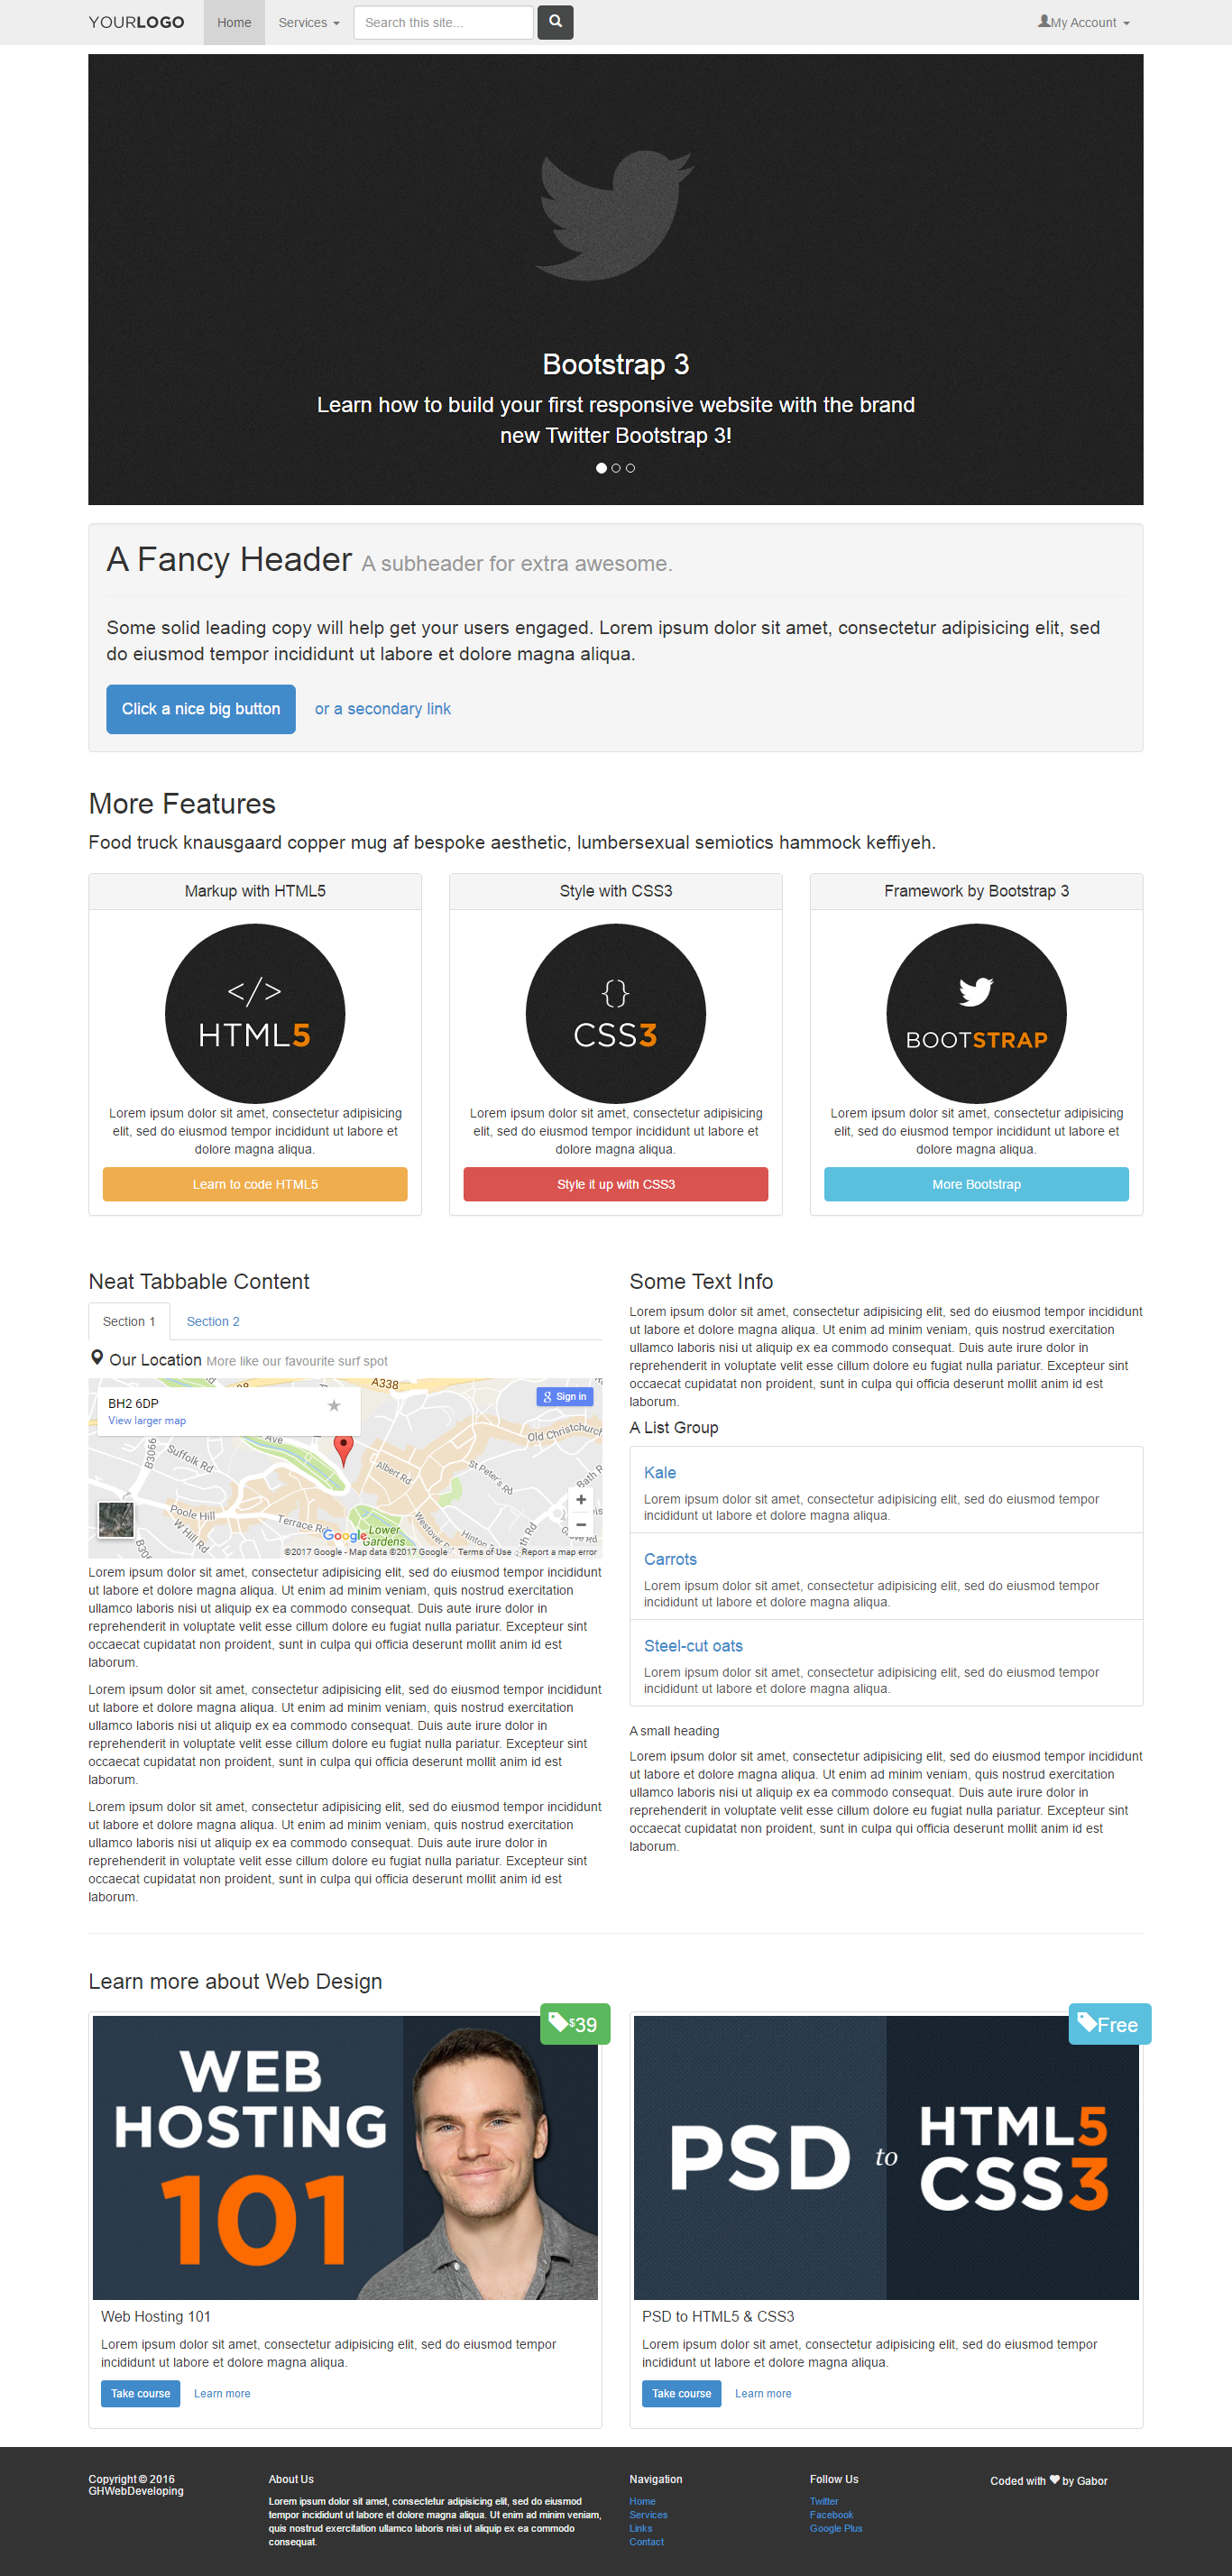 YOURLOGO
Home
Services
Search this site...
My Account
Bootstrap 3
Learn how to build your first responsive website with the brand
new Twitter Bootstrap 3!
A Fancy Header A subheader for extra awesome.
Some solid leading copy will help get your users engaged. Lorem ipsum dolor sit amet, consectetur adipisicing elit, sed
do eiusmod tempor incididunt ut labore et dolore magna aliqua.
Click a nice big button
or a secondary link
More Features
Food truck knausgaard copper mug af bespoke aesthetic, lumbersexual semiotics hammock keffiyeh.
Markup with HTML5
</>
HTML5
Lorem ipsum dolor sit amet, consectetur adipisicing
elit, sed do eiusmod tempor incididunt ut labore et
dolore magna aliqua.
Learn to code HTML5
Style with CSS3
{}
CSS3
Lorem ipsum dolor sit amet, consectetur adipisicing
elit, sed do eiusmod tempor incididunt ut labore et
dolore magna aliqua.
Style it up with CSS3
Framework by Bootstrap 3
BOOTSTRAP
Lorem ipsum dolor sit amet, consectetur adipisicing
elit, sed do eiusmod tempor incididunt ut labore et
dolore magna aliqua.
More Bootstrap
Neat Tabbable Content
Section 1
Section 2
Our Location More like our favourite surf spot
A338
BH2 6DP
View larger map
Sign in
Ave
B3066
Suffolk Rd
Old Christchurch
Albert Rd
St Peter's Rd
Bath R
Poole Hill
W Hill Rd
Terrace Rd
Google
Lower
Gardens
Westover
Hinton
Rd
B30
©2017 Google - Map data ©2017 Google
Terms of Use
Report a map error
Lorem ipsum dolor sit amet, consectetur adipisicing elit, sed do eiusmod tempor incididunt
ut labore et dolore magna aliqua. Ut enim ad minim veniam, quis nostrud exercitation
ullamco laboris nisi ut aliquip ex ea commodo consequat. Duis aute irure dolor in
reprehenderit in voluptate velit esse cillum dolore eu fugiat nulla pariatur. Excepteur sint
occaecat cupidatat non proident, sunt in culpa qui officia deserunt mollit anim id est
laborum.
Lorem ipsum dolor sit amet, consectetur adipisicing elit, sed do eiusmod tempor incididunt
ut labore et dolore magna aliqua. Ut enim ad minim veniam, quis nostrud exercitation
ullamco laboris nisi ut aliquip ex ea commodo consequat. Duis aute irure dolor in
reprehenderit in voluptate velit esse cillum dolore eu fugiat nulla pariatur. Excepteur sint
occaecat cupidatat non proident, sunt in culpa qui officia deserunt mollit anim id est
laborum.
Lorem ipsum dolor sit amet, consectetur adipisicing elit, sed do eiusmod tempor incididunt
ut labore et dolore magna aliqua. Ut enim ad minim veniam, quis nostrud exercitation
ullamco laboris nisi ut aliquip ex ea commodo consequat. Duis aute irure dolor in
reprehenderit in voluptate velit esse cillum dolore eu fugiat nulla pariatur. Excepteur sint
occaecat cupidatat non proident, sunt in culpa qui officia deserunt mollit anim id est
laborum.
Some Text Info
Lorem ipsum dolor sit amet, consectetur adipisicing elit, sed do eiusmod tempor incididunt
ut labore et dolore magna aliqua. Ut enim ad minim veniam, quis nostrud exercitation
ullamco laboris nisi ut aliquip ex ea commodo consequat. Duis aute irure dolor in
reprehenderit in voluptate velit esse cillum dolore eu fugiat nulla pariatur. Excepteur sint
occaecat cupidatat non proident, sunt in culpa qui officia deserunt mollit anim id est
laborum.
A List Group
Kale
Lorem ipsum dolor sit amet, consectetur adipisicing elit, sed do eiusmod tempor
incididunt ut labore et dolore magna aliqua.
Carrots
Lorem ipsum dolor sit amet, consectetur adipisicing elit, sed do eiusmod tempor
incididunt ut labore et dolore magna aliqua.
Steel-cut oats
Lorem ipsum dolor sit amet, consectetur adipisicing elit, sed do eiusmod tempor
incididunt ut labore et dolore magna aliqua.
A small heading
Lorem ipsum dolor sit amet, consectetur adipisicing elit, sed do eiusmod tempor incididunt
ut labore et dolore magna aliqua. Ut enim ad minim veniam, quis nostrud exercitation
ullamco laboris nisi ut aliquip ex ea commodo consequat. Duis aute irure dolor in
reprehenderit in voluptate velit esse cillum dolore eu fugiat nulla pariatur. Excepteur sint
occaecat cupidatat non proident, sunt in culpa qui officia deserunt mollit anim id est
laborum.
Learn more about Web Design
$39
WEB
HOSTING
101
Web Hosting 101
Lorem ipsum dolor sit amet, consectetur adipisicing elit, sed do eiusmod tempor
incididunt ut labore et dolore magna aliqua.
Take course
Learn more
Free
PSD to HTML5
CSS3
PSD to HTML5 & CSS3
Lorem ipsum dolor sit amet, consectetur adipisicing elit, sed do eiusmod tempor
incididunt ut labore et dolore magna aliqua.
Take course
Learn more
Copyright © 2016
GHWebDeveloping
About Us
Lorem ipsum dolor sit amet, consectetur adipisicing elit, sed do eiusmod
tempor incididunt ut labore et dolore magna aliqua. Ut enim ad minim veniam,
quis nostrud exercitation ullamco laboris nisi ut aliquip ex ea commodo
consequat.
Navigation
Home
Services
Links
Contact
Follow Us
Twitter
Facebook
Google Plus
Coded with ♥ by Gabor